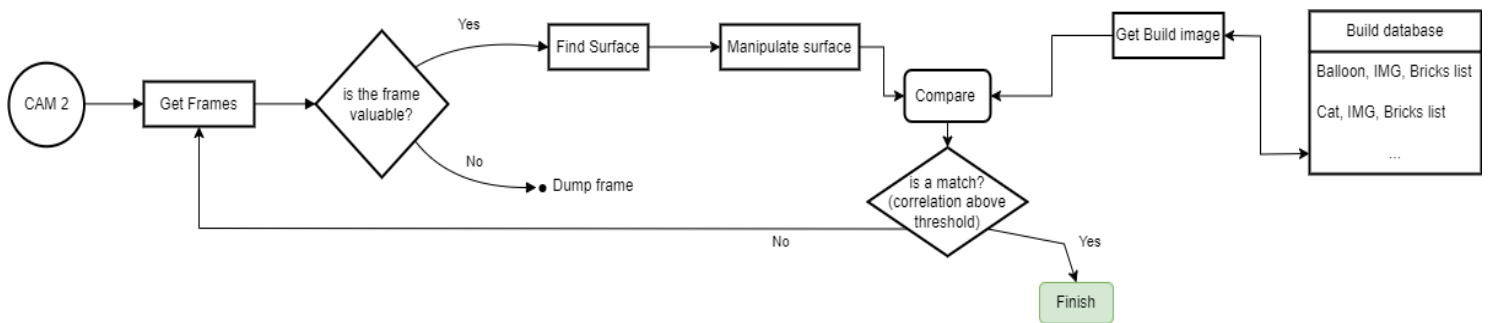 CAM 2
Get Frames
is the frame
valuable?
Yes
No
Dump frame
Find Surface
Manipulate surface
Compare
Get Build image
Build database
Balloon, IMG, Bricks list
Cat, IMG, Bricks list
...
is a match?
(correlation above
threshold)
No
Yes
Finish